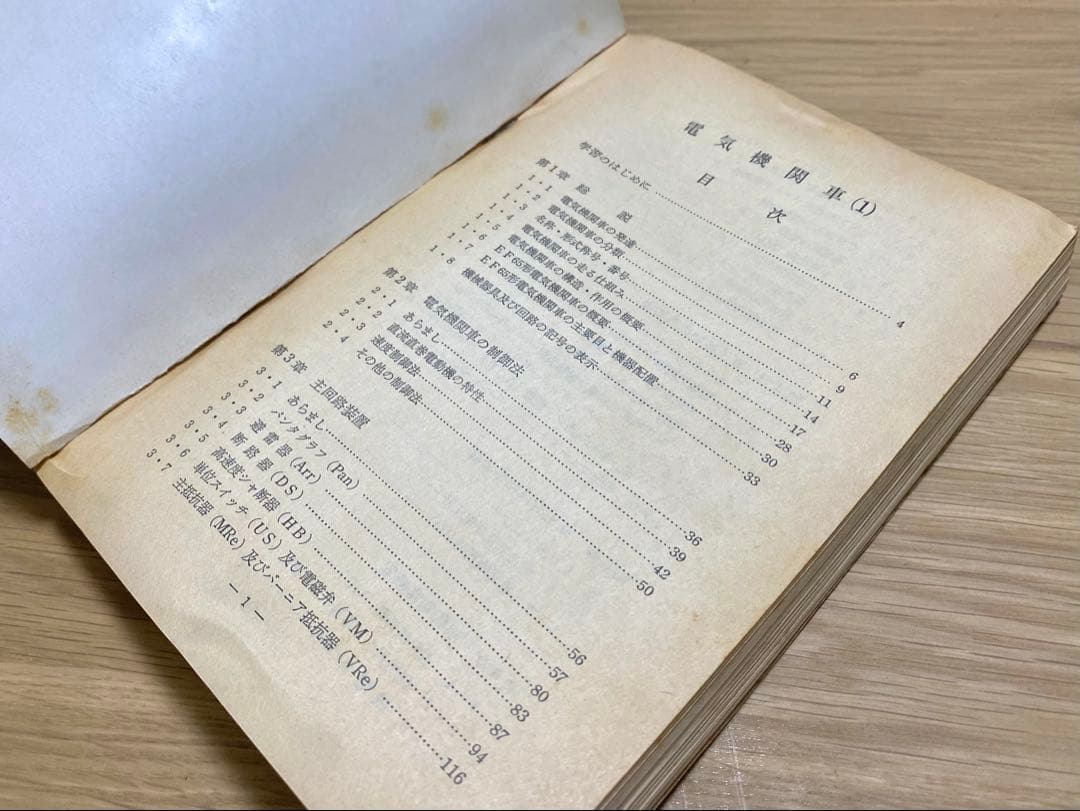 電気機関車(1)
目次
学習のはじめに……4
第1章 総説
1・1 電気機関車の発達……6
1・2 電気機関車の分類……9
1・3 名称・形式称号・番号……11
1・4 電気機関車の走る仕組み……14
1・5 電気機関車の構造・作用の概要……17
1・6 EF65形電気機関車の概要……28
1・7 EF65形電気機関車の主要目と機器配置……30
1・8 機械器具及び回路の記号の表示……33
第2章 電気機関車の制御法
2・1 あらまし……36
2・2 直流直巻電動機の特性……39
2・3 速度制御法……42
2・4 その他の制御法……50
第3章 主回路装置
3・1 あらまし……56
3・2 パンタグラフ(Pan)……57
3・3 避雷器(Arr)……80
3・4 断路器(DS)……83
3・5 高速度シャ断器(HB)……87
3・6 単位スイッチ(US)及び電磁弁(VM)……94
3・7 主抵抗器(MRe)及びバーニア抵抗器(VRe)……116
—1—